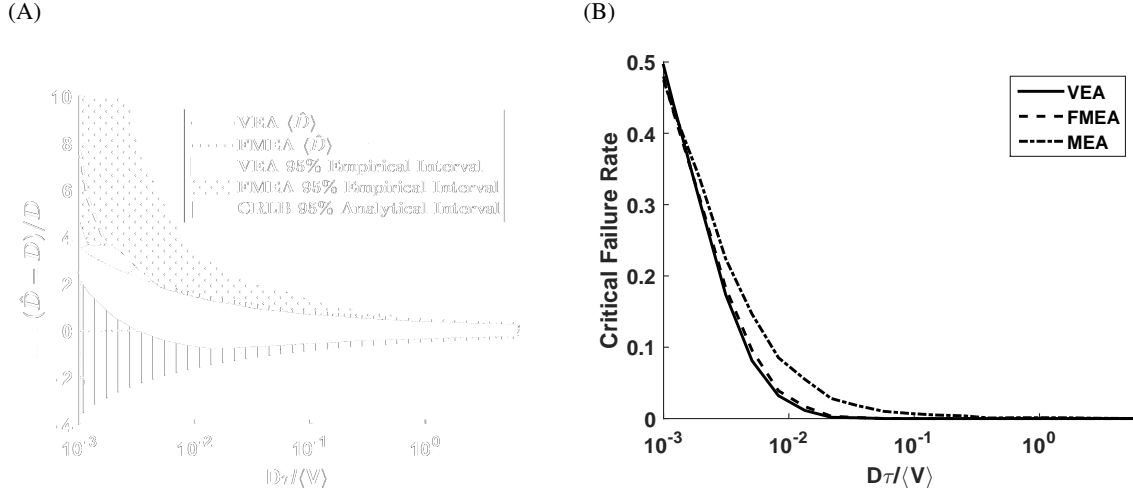 (A)
(B)
10
8
6
4
2
0
-2
-4
(D̂ − D)/D
VEA ⟨D̂⟩
FMEA ⟨D̂⟩
VEA 95% Empirical Interval
FMEA 95% Empirical Interval
CRLB 95% Analytical Interval
10⁻³
10⁻²
10⁻¹
10⁰
Dτ/⟨V⟩
0.5
0.4
0.3
0.2
0.1
0
Critical Failure Rate
VEA
FMEA
MEA
10⁻³
10⁻²
10⁻¹
10⁰
Dτ/⟨V⟩